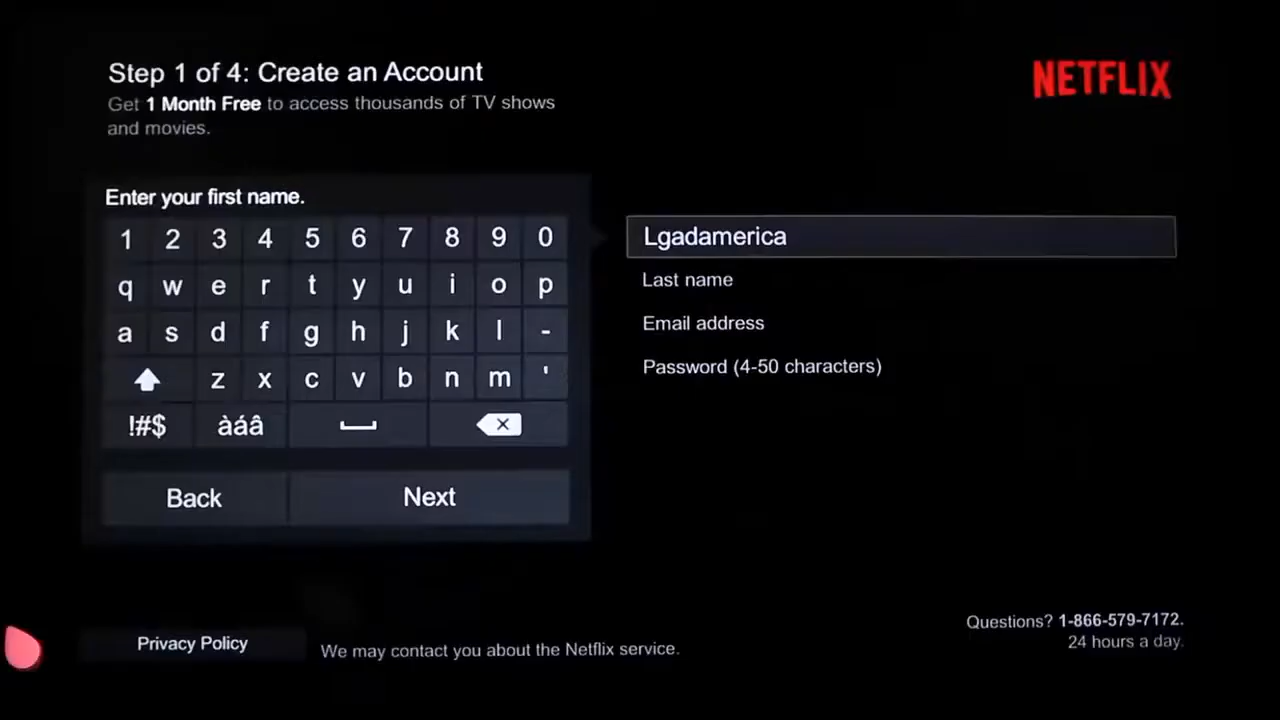 Step 1 of 4: Create an Account
Get 1 Month Free to access thousands of TV shows
and movies.
NETFLIX
Enter your first name.
1 2 3 4 5 6 7 8 9 0
q w e r t y u i o p
a s d f g h j k l -
z x c v b n m '
!#$ àáâ
Back Next
Lgadamerica
Last name
Email address
Password (4-50 characters)
Privacy Policy
We may contact you about the Netflix service.
Questions? 1-866-579-7172.
24 hours a day.